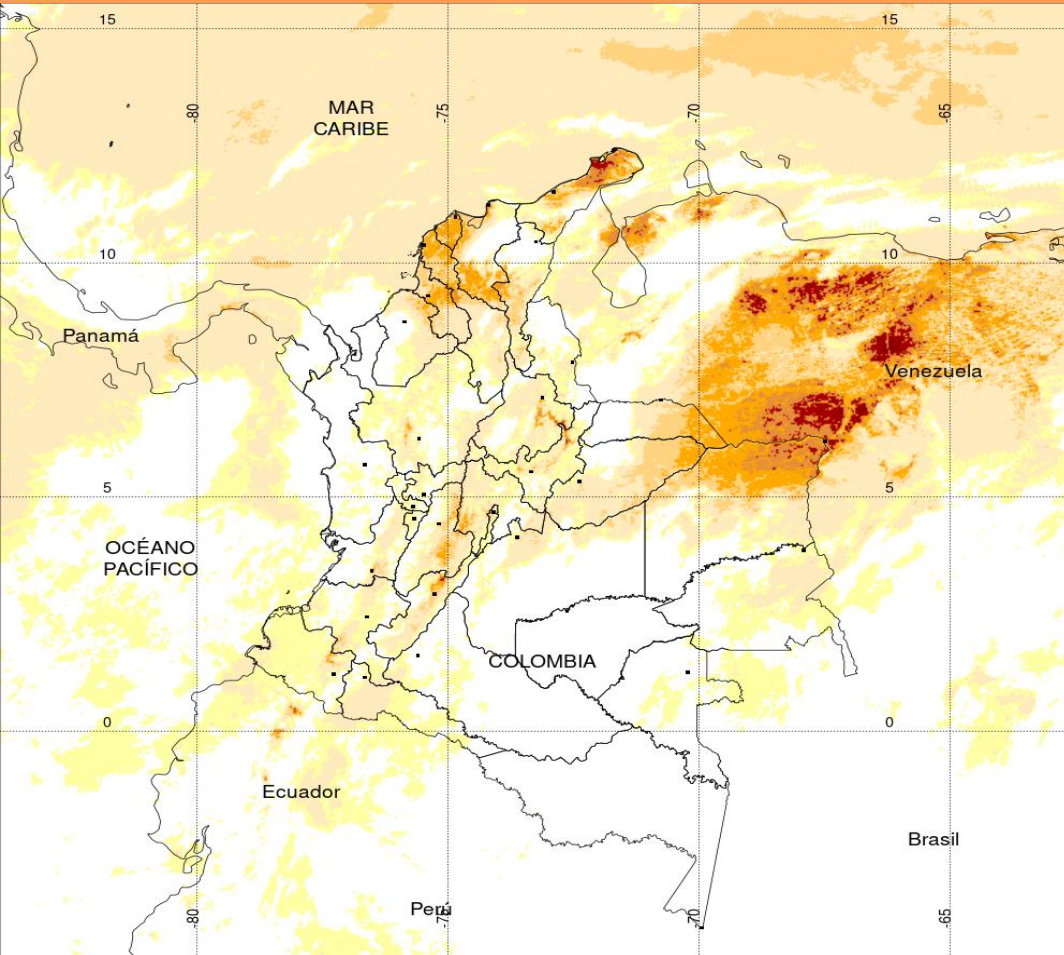 15
15
-80
-75
-70
-65
MAR
CARIBE
10
10
Panamá
Venezuela
5
5
OCÉANO
PACÍFICO
COLOMBIA
0
0
Ecuador
Brasil
Perú
-80
-75
-70
-65